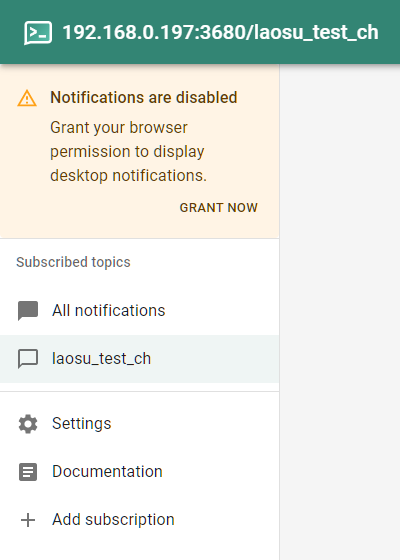 192.168.0.197:3680/laosu_test_ch
Notifications are disabled
Grant your browser
permission to display
desktop notifications.
GRANT NOW
Subscribed topics
All notifications
laosu_test_ch
Settings
Documentation
Add subscription